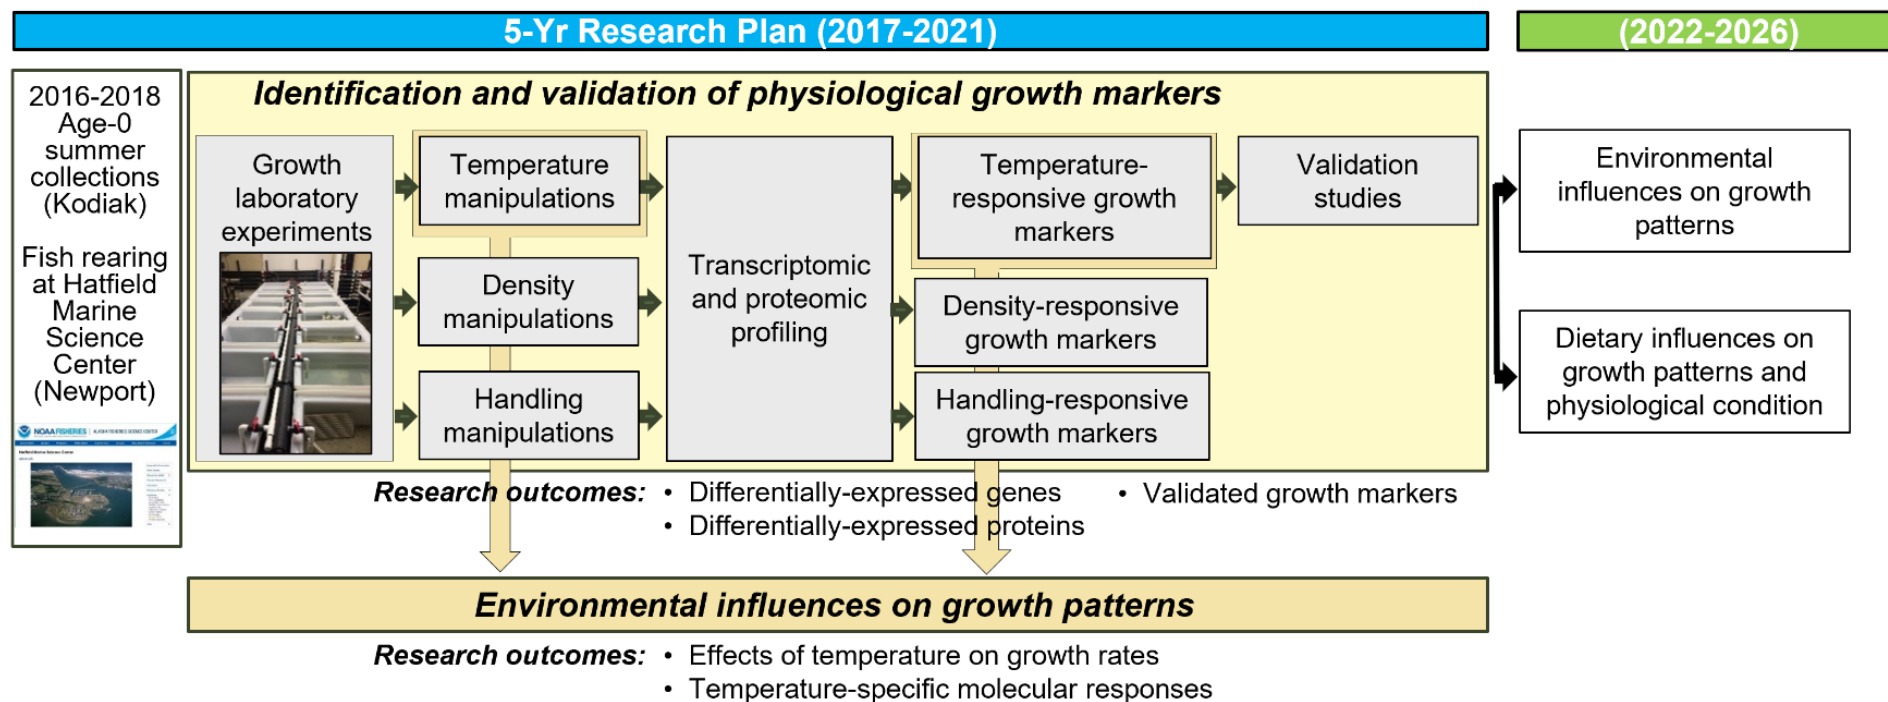 5-Yr Research Plan (2017-2021)
(2022-2026)
2016-2018
Age-0
summer
collections
(Kodiak)
Fish rearing
at Hatfield
Marine
Science
Center
(Newport)
NOAA FISHERIES
ALASKA FISHERIES SCIENCE CENTER
Identification and validation of physiological growth markers
Growth
laboratory
experiments
Temperature
manipulations
Density
manipulations
Handling
manipulations
Transcriptomic
and proteomic
profiling
Temperature-
responsive growth
markers
Density-responsive
growth markers
Handling-responsive
growth markers
Validation
studies
Environmental
influences on growth
patterns
Dietary influences on
growth patterns and
physiological condition
Research outcomes: • Differentially-expressed genes • Validated growth markers
• Differentially-expressed proteins
Environmental influences on growth patterns
Research outcomes: • Effects of temperature on growth rates
• Temperature-specific molecular responses